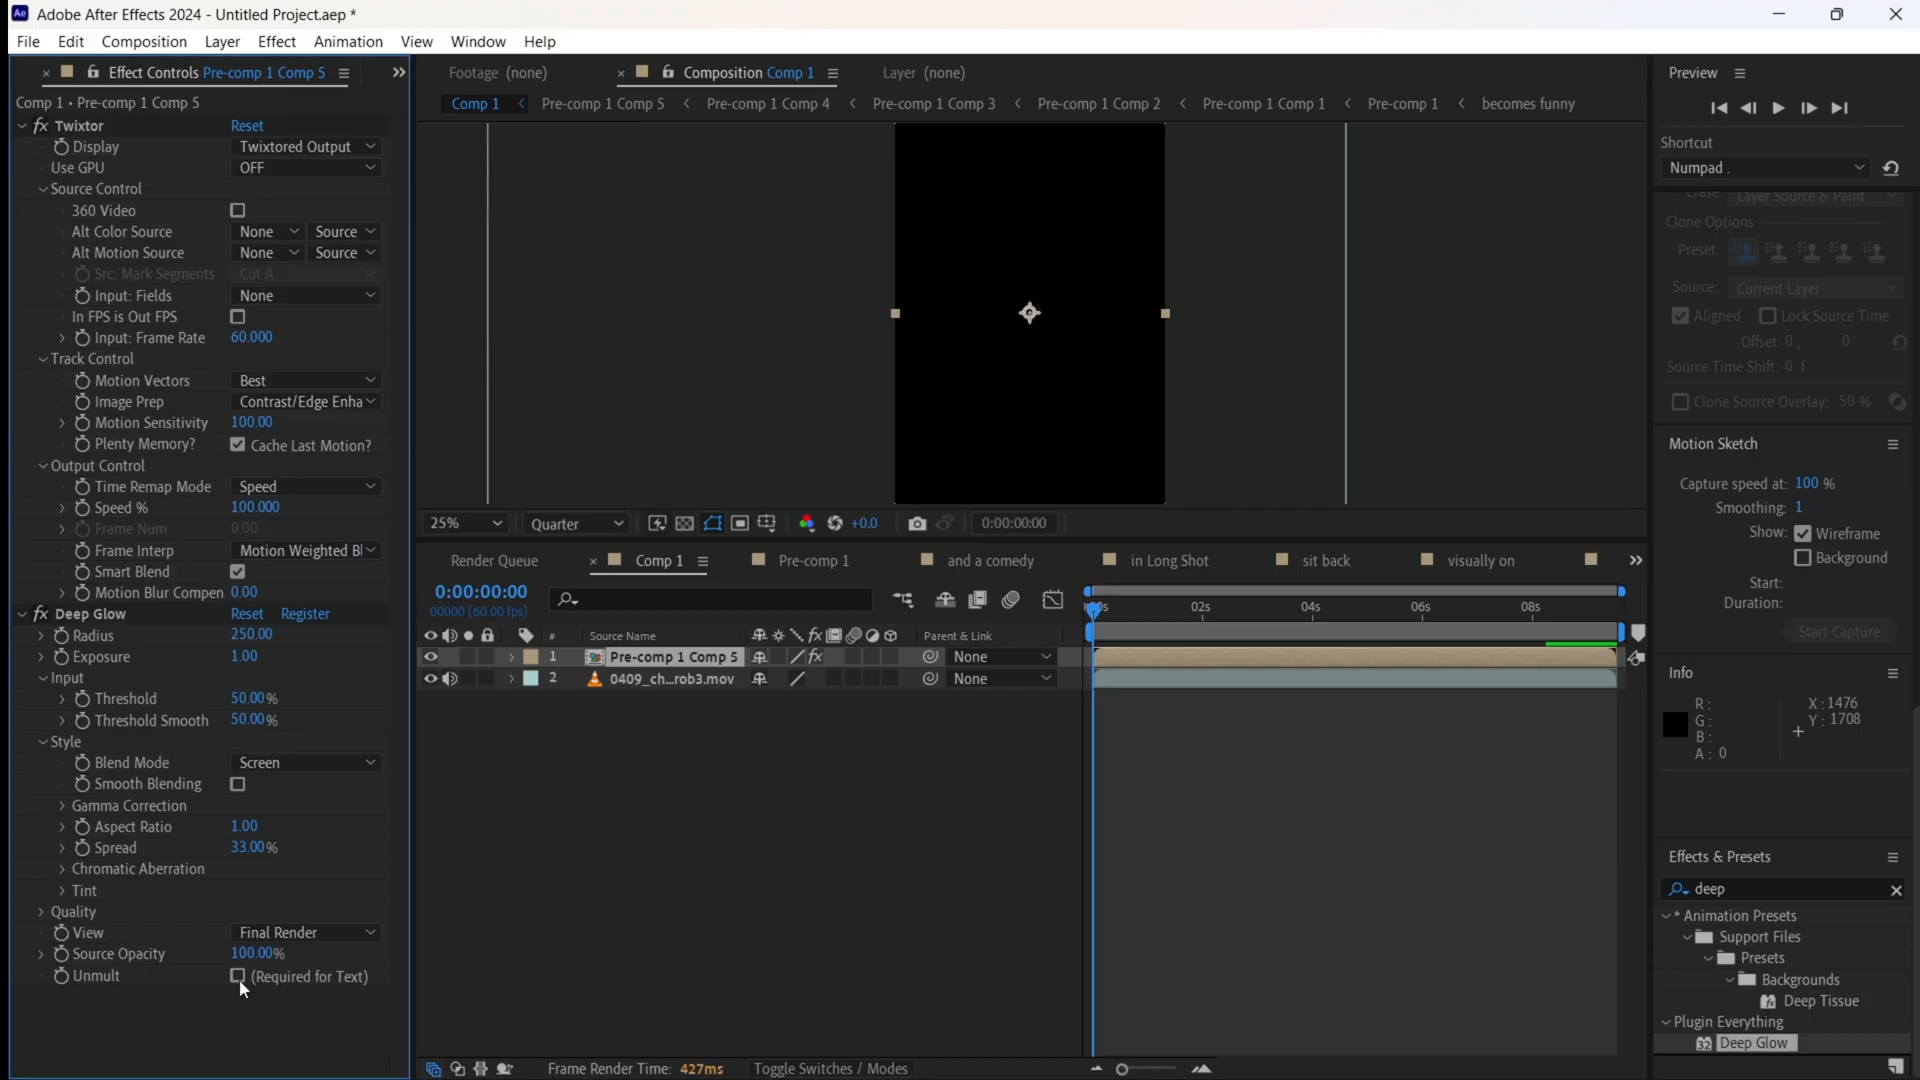 Ae Adobe After Effects 2024 - Untitled Project.aep *
File Edit Composition Layer Effect Animation View Window Help
Effect Controls Pre-comp 1 Comp 5
Comp 1 • Pre-comp 1 Comp 5
fx Twixtor Reset
Display Twixtored Output
Use GPU OFF
Source Control
360 Video
Alt Color Source None Source
Alt Motion Source None Source
Src. Mark Segments Cut A
Input: Fields None
In FPS is Out FPS
Input: Frame Rate 60.000
Track Control
Motion Vectors Best
Image Prep Contrast/Edge Enha
Motion Sensitivity 100.00
Plenty Memory? Cache Last Motion?
Output Control
Time Remap Mode Speed
Speed % 100.000
Frame Num 0.00
Frame Interp Motion Weighted Bl
Smart Blend
Motion Blur Compen 0.00
fx Deep Glow Reset Register
Radius 250.00
Exposure 1.00
Input
Threshold 50.00%
Threshold Smooth 50.00%
Style
Blend Mode Screen
Smooth Blending
Gamma Correction
Aspect Ratio 1.00
Spread 33.00%
Chromatic Aberration
Tint
Quality
View Final Render
Source Opacity 100.00%
Unmult (Required for Text)
Footage (none) Composition Comp 1 Layer (none)
Comp 1 Pre-comp 1 Comp 5 Pre-comp 1 Comp 4 Pre-comp 1 Comp 3 Pre-comp 1 Comp 2 Pre-comp 1 Comp 1 Pre-comp 1 becomes funny
25% Quarter +0.0 0:00:00:00
Render Queue Comp 1 Pre-comp 1 and a comedy in Long Shot sit back visually on
0:00:00:00
00000 (60.00 fps)
02s 04s 06s 08s
# Source Name fx Parent & Link
1 Pre-comp 1 Comp 5 fx None
2 0409_ch...rob3.mov None
Frame Render Time: 427ms Toggle Switches / Modes
Preview
Shortcut
Numpad .
Erase: Layer Source & Paint
Clone Options
Preset:
Source: Current Layer
Aligned Lock Source Time
Offset: 0 , 0
Source Time Shift: 0 f
Clone Source Overlay: 50 %
Motion Sketch
Capture speed at: 100 %
Smoothing: 1
Show: Wireframe
Background
Start:
Duration:
Start Capture
Info
R :
G :
B :
A : 0
X : 1476
Y : 1708
Effects & Presets
deep
* Animation Presets
Support Files
Presets
Backgrounds
Deep Tissue
Plugin Everything
32 Deep Glow